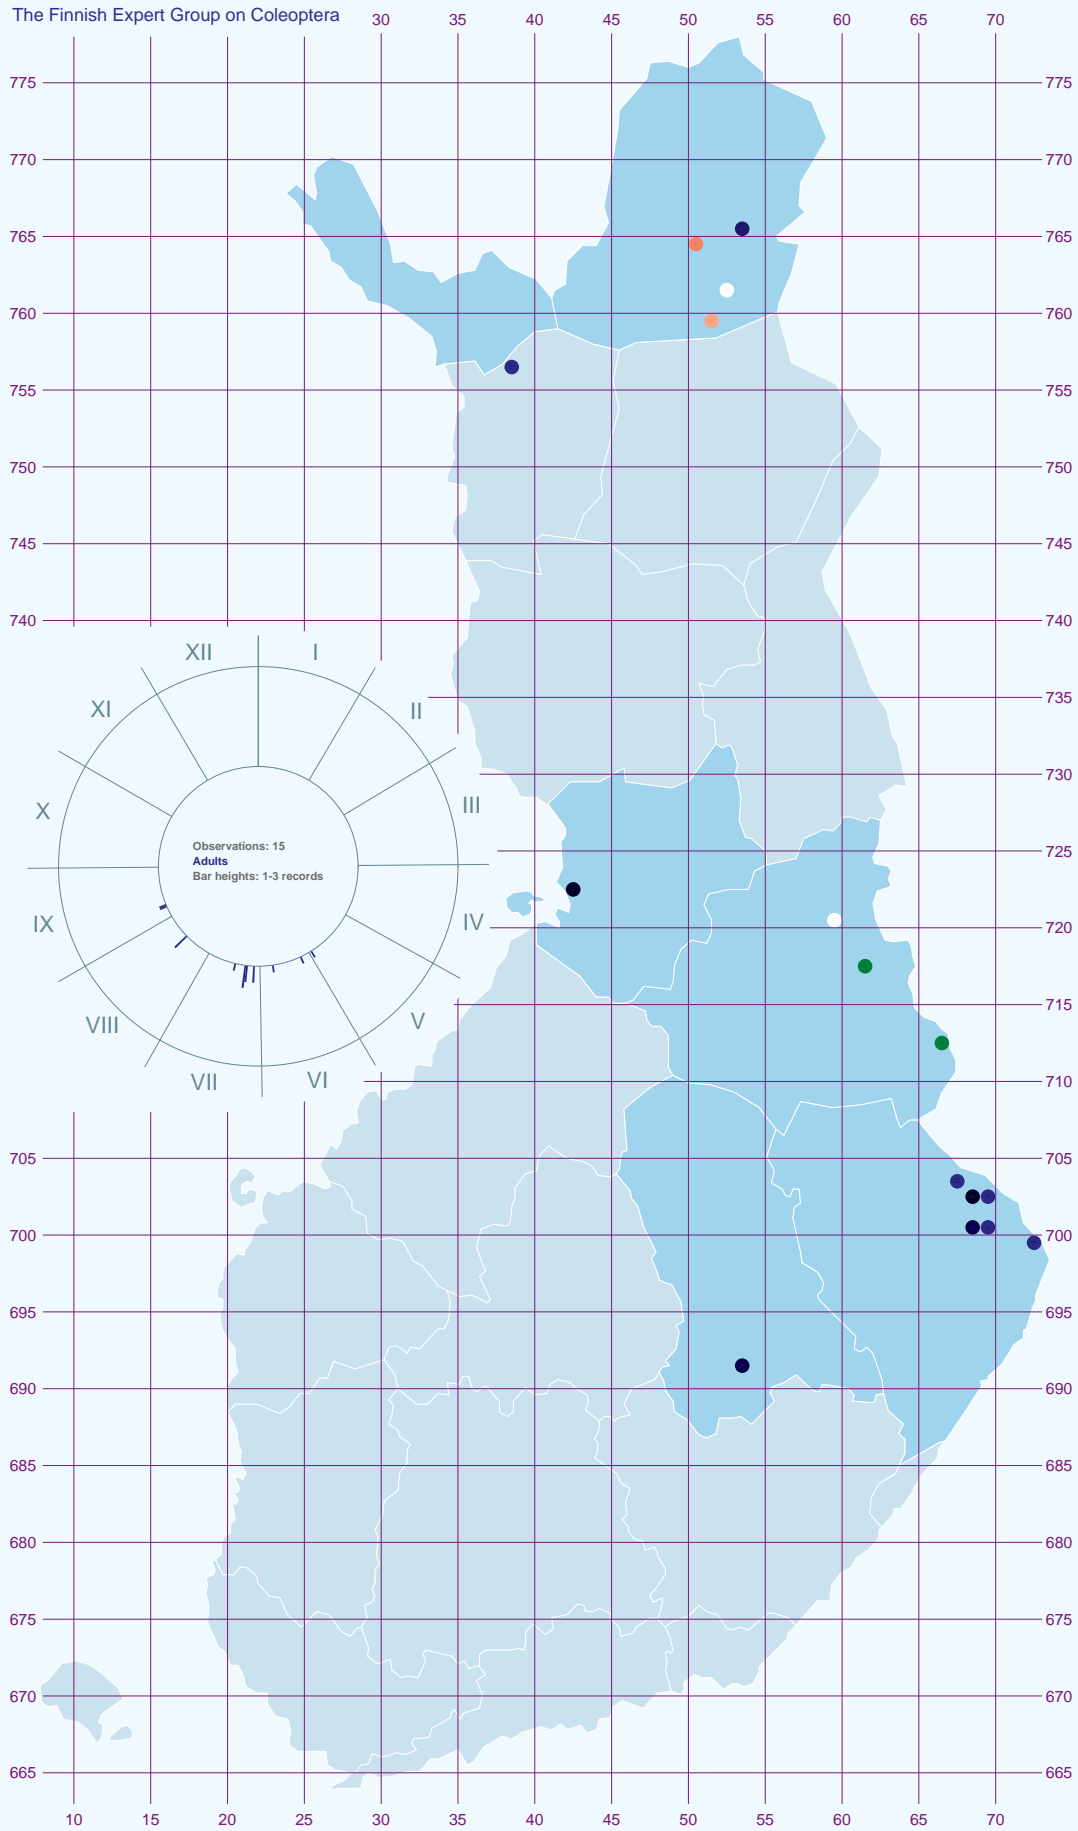 The Finnish Expert Group on Coleoptera
30 35 40 45 50 55 60 65 70
775 775
770 770
765 765
760 760
755 755
750 750
745 745
740 740
XII I
XI II
735
730
X III
725
Observations: 15
Adults
Bar heights: 1-3 records
IX IV
720
715
VIII V
VII VI
710
705 705
700 700
695 695
690 690
685 685
680 680
675 675
670 670
665 665
10 15 20 25 30 35 40 45 50 55 60 65 70